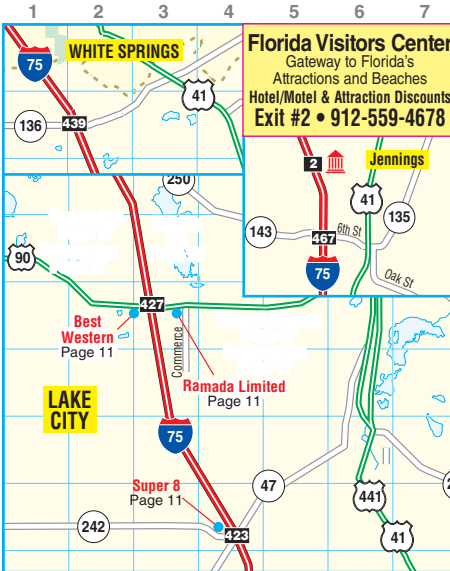 1 2 3 4 5 6 7
WHITE SPRINGS
75
41
136
439
Florida Visitors Center
Gateway to Florida's
Attractions and Beaches
Hotel/Motel & Attraction Discounts
Exit #2 • 912-559-4678
2
Jennings
41
143
6th St
135
467
75
Oak St
250
90
427
Best
Western
Page 11
Commerce
Ramada Limited
Page 11
LAKE
CITY
75
Super 8
Page 11
47
441
242
423
41
2